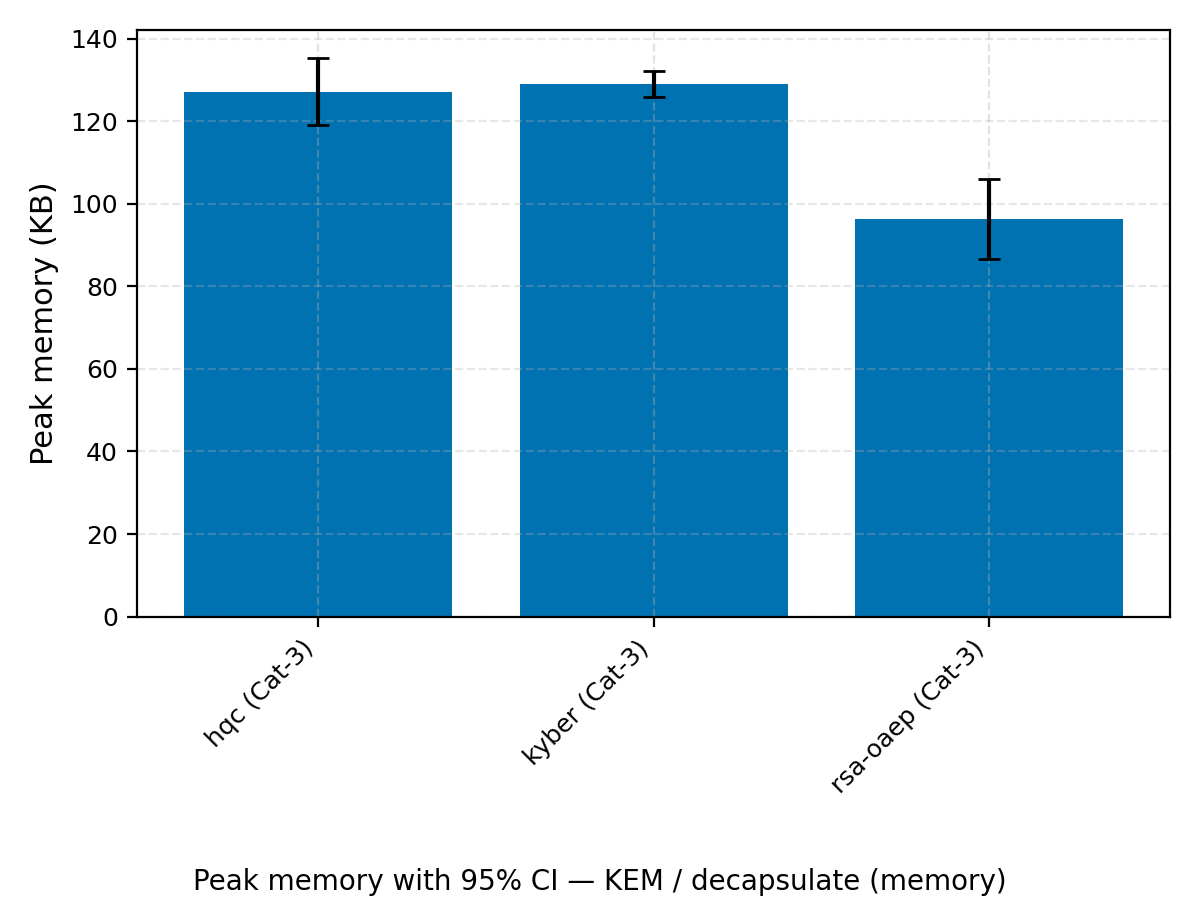 140
120
100
80
60
40
20
0
Peak memory (KB)
hqc (Cat-3)
kyber (Cat-3)
rsa-oaep (Cat-3)
Peak memory with 95% CI — KEM / decapsulate (memory)